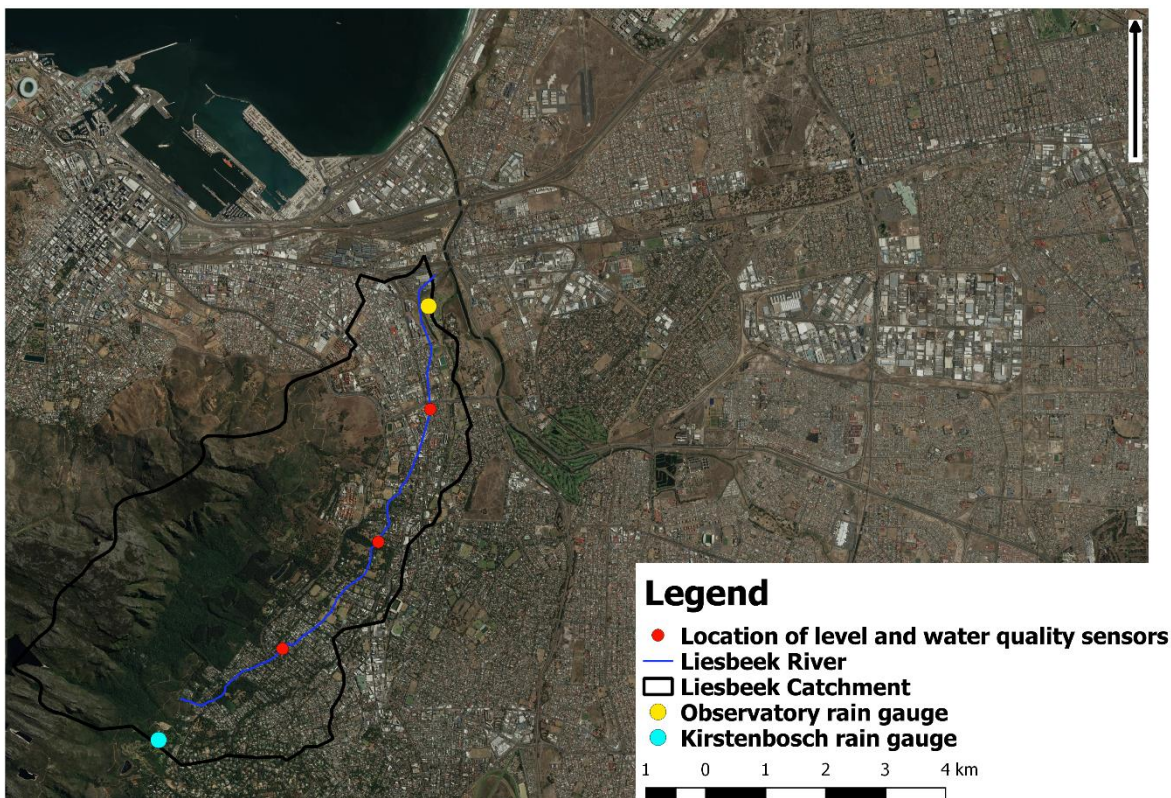 Legend
Location of level and water quality sensors
Liesbeek River
Liesbeek Catchment
Observatory rain gauge
Kirstenbosch rain gauge
1 0 1 2 3 4 km